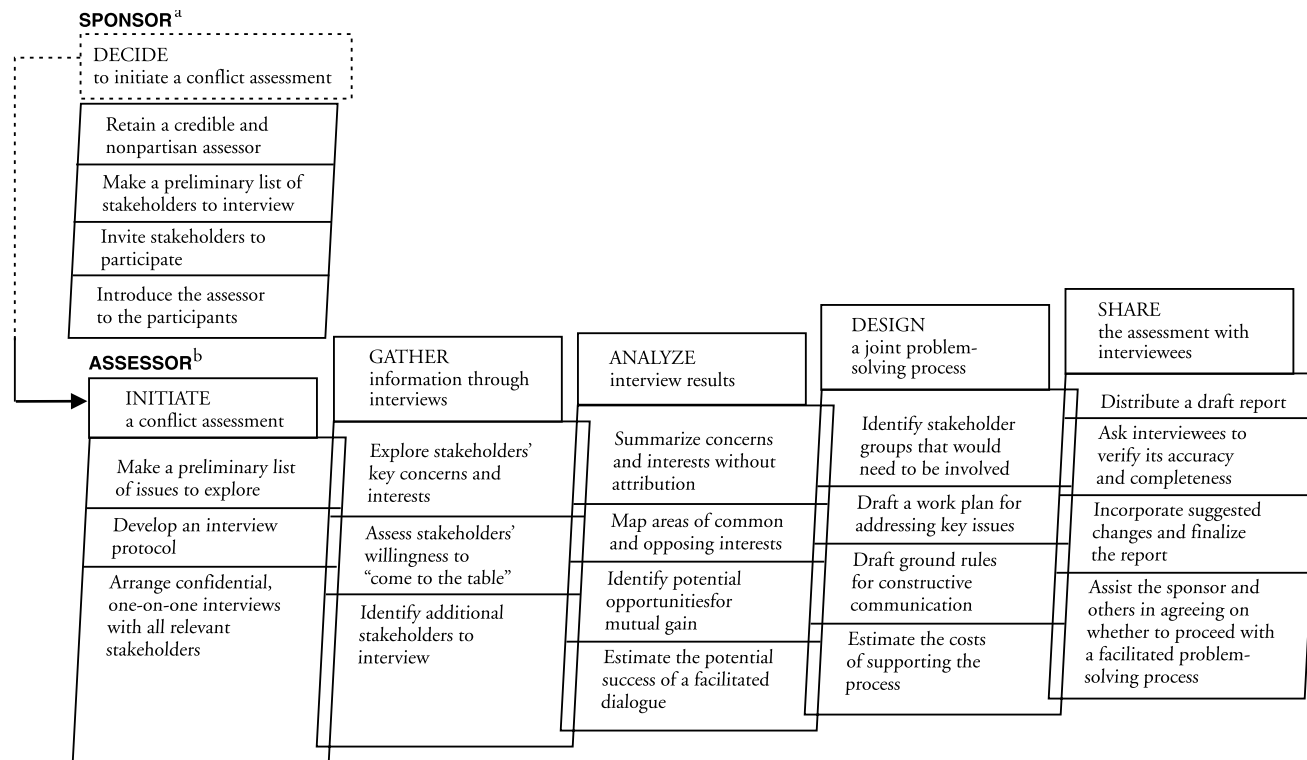 SPONSORa
DECIDE
to initiate a conflict assessment
Retain a credible and
nonpartisan assessor
Make a preliminary list of
stakeholders to interview
Invite stakeholders to
participate
Introduce the assessor
to the participants
ASSESSORb
INITIATE
a conflict assessment
Make a preliminary list
of issues to explore
Develop an interview
protocol
Arrange confidential,
one-on-one interviews
with all relevant
stakeholders
GATHER
information through
interviews
Explore stakeholders’
key concerns and
interests
Assess stakeholders’
willingness to
“come to the table”
Identify additional
stakeholders to
interview
ANALYZE
interview results
Summarize concerns
and interests without
attribution
Map areas of common
and opposing interests
Identify potential
opportunitiesfor
mutual gain
Estimate the potential
success of a facilitated
dialogue
DESIGN
a joint problem-
solving process
Identify stakeholder
groups that would
need to be involved
Draft a work plan for
addressing key issues
Draft ground rules
for constructive
communication
Estimate the costs
of supporting the
process
SHARE
the assessment with
interviewees
Distribute a draft report
Ask interviewees to
verify its accuracy
and completeness
Incorporate suggested
changes and finalize
the report
Assist the sponsor and
others in agreeing on
whether to proceed with
a facilitated problem-
solving process